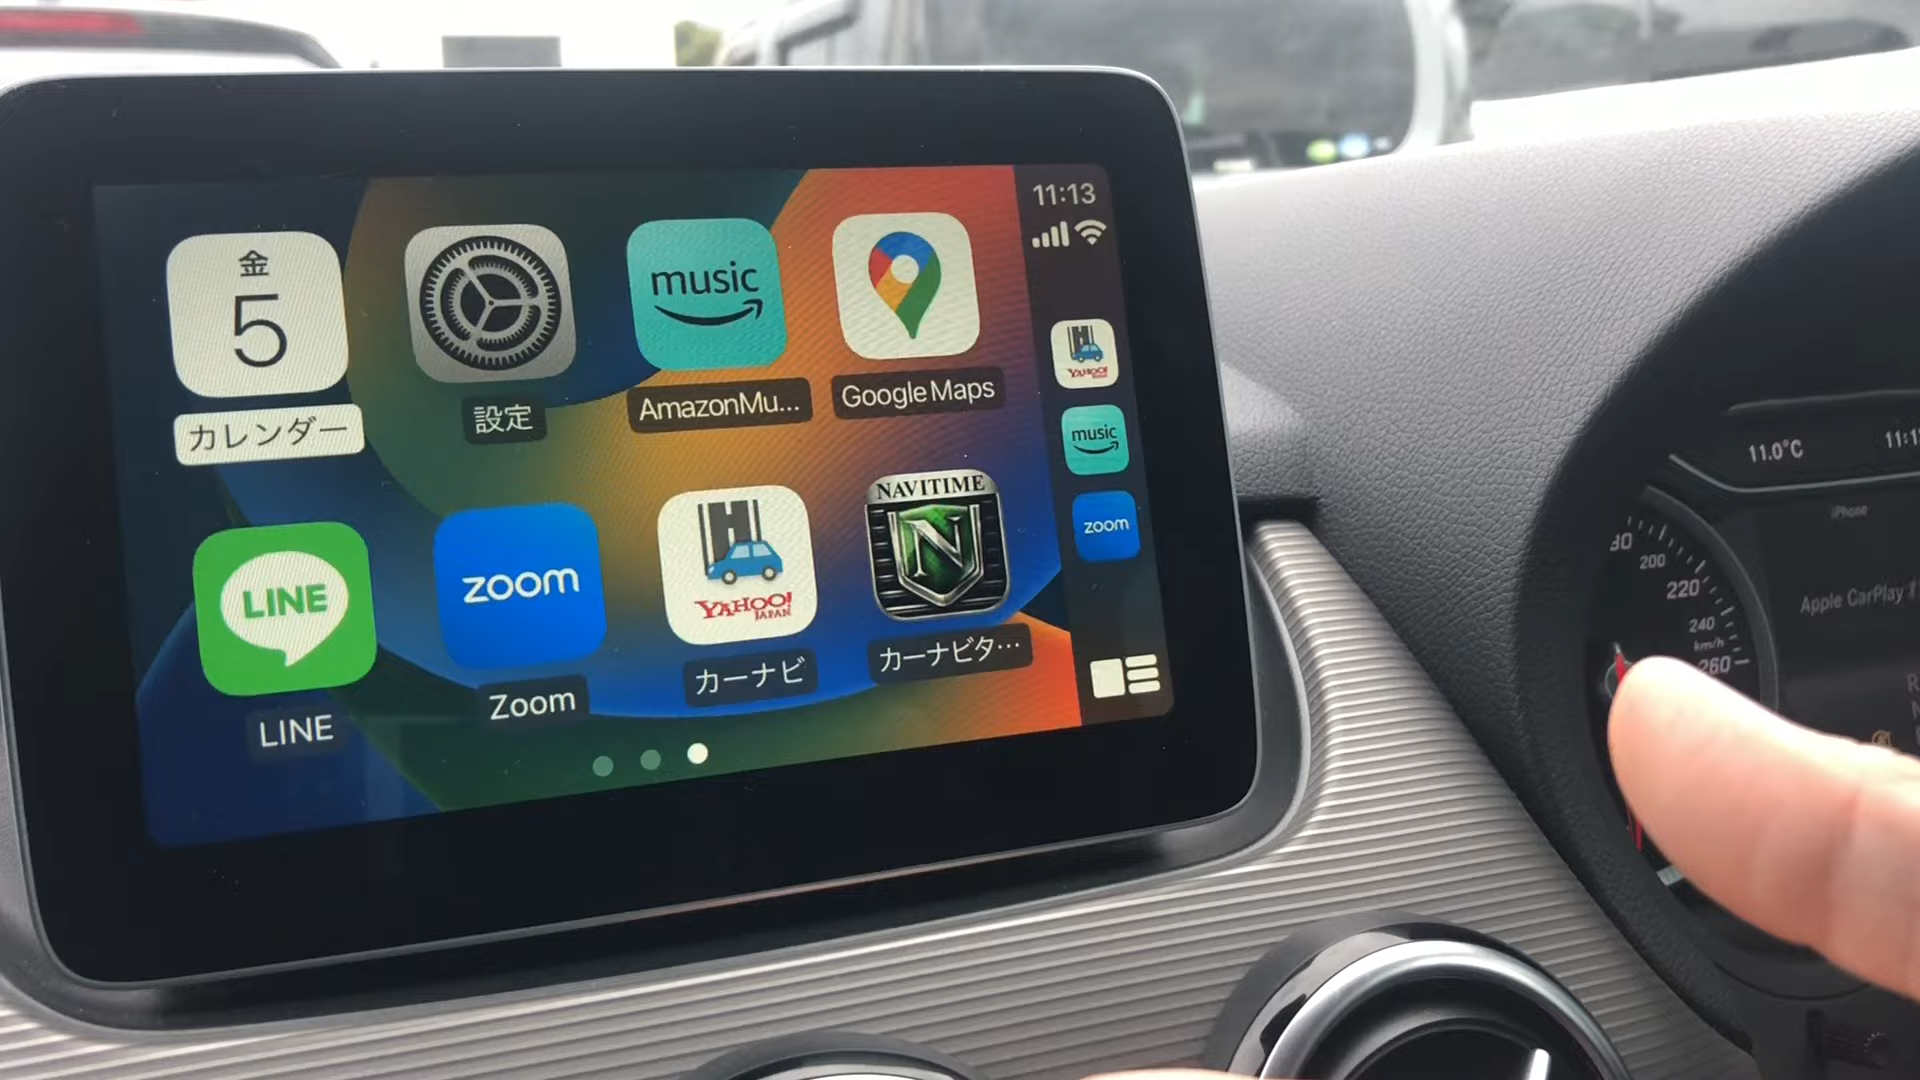 11:13
金
5
カレンダー
設定
music
AmazonMu...
Google Maps
YAHOO!
music
zoom
LINE
LINE
zoom
Zoom
YAHOO!
JAPAN
カーナビ
NAVITIME
N
カーナビタ…
11.0°C
iPhone
200
220
240
km/h
260
Apple CarPlay